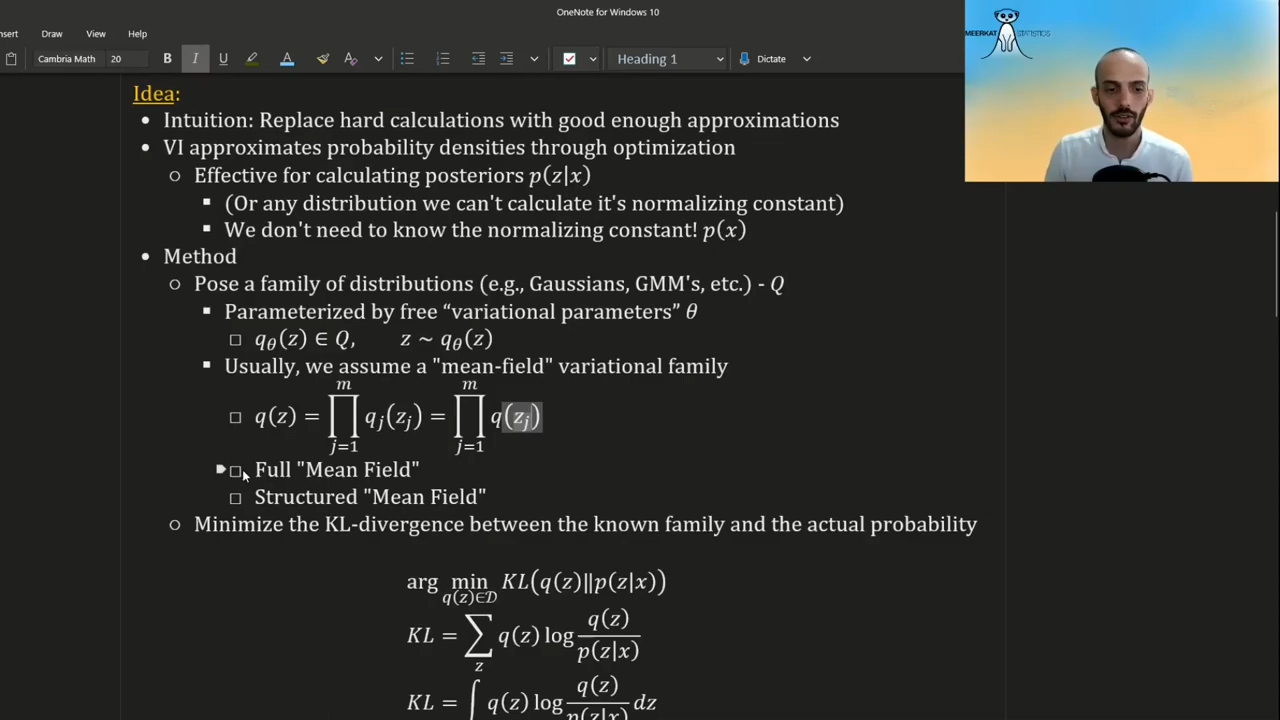 OneNote for Windows 10
nsert Draw View Help
Cambria Math 20 B I U A A Heading 1 Dictate
MEERKAT STATISTICS
Idea:
• Intuition: Replace hard calculations with good enough approximations
• VI approximates probability densities through optimization
○ Effective for calculating posteriors p(z|x)
▪ (Or any distribution we can't calculate it's normalizing constant)
▪ We don't need to know the normalizing constant! p(x)
• Method
○ Pose a family of distributions (e.g., Gaussians, GMM's, etc.) - Q
▪ Parameterized by free “variational parameters” θ
□ q_θ(z) ∈ Q, z ~ q_θ(z)
▪ Usually, we assume a "mean-field" variational family
□ q(z) = ∏_{j=1}^{m} q_j(z_j) = ∏_{j=1}^{m} q(z_j)
□ Full "Mean Field"
□ Structured "Mean Field"
○ Minimize the KL-divergence between the known family and the actual probability
arg min_{q(z)∈𝒟} KL(q(z)‖p(z|x))
KL = ∑_z q(z) log q(z)/p(z|x)
KL = ∫ q(z) log q(z)/p(z|x) dz